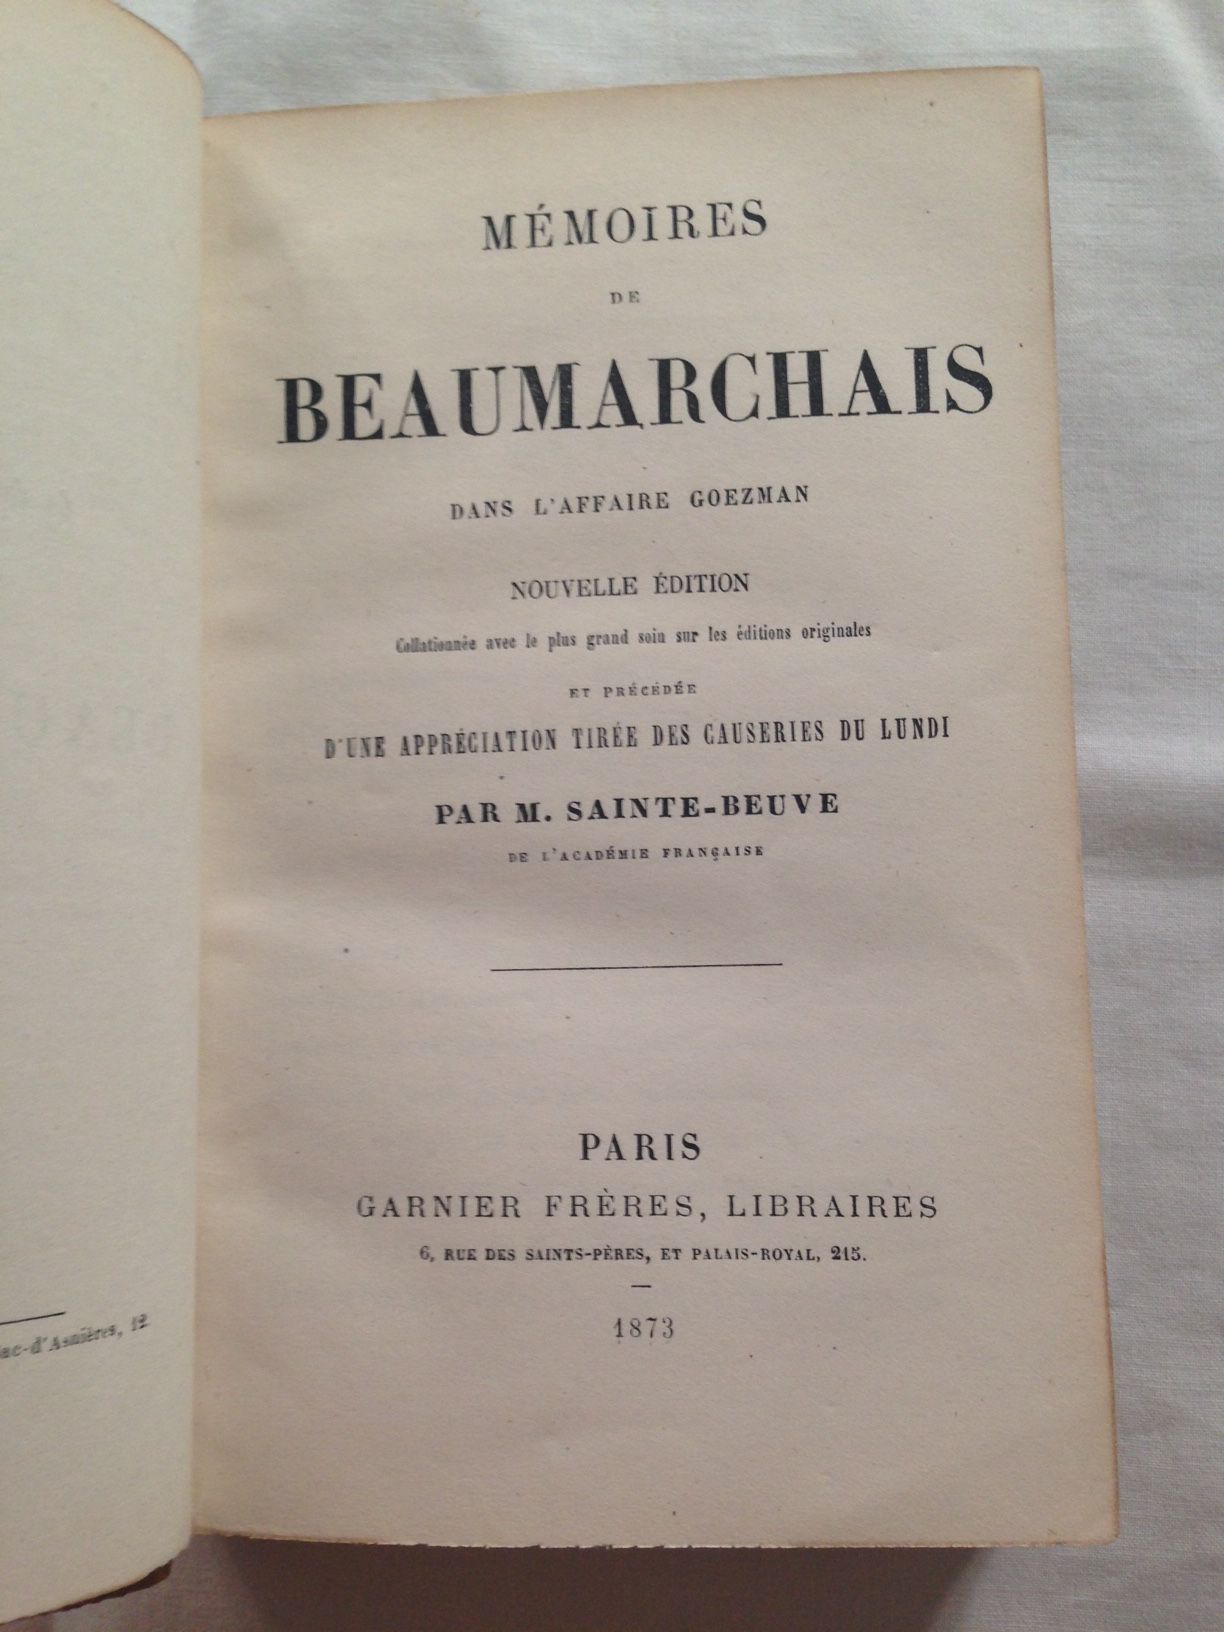 MÉMOIRES
DE
BEAUMARCHAIS
DANS L'AFFAIRE GOEZMAN
NOUVELLE ÉDITION
Collationnée avec le plus grand soin sur les éditions originales
ET PRÉCÉDÉE
D'UNE APPRÉCIATION TIRÉE DES CAUSERIES DU LUNDI
PAR M. SAINTE-BEUVE
DE L'ACADÉMIE FRANÇAISE
PARIS
GARNIER FRÈRES, LIBRAIRES
6, RUE DES SAINTS-PÈRES, ET PALAIS-ROYAL, 215.
1873
ac-d'Asnières, 12